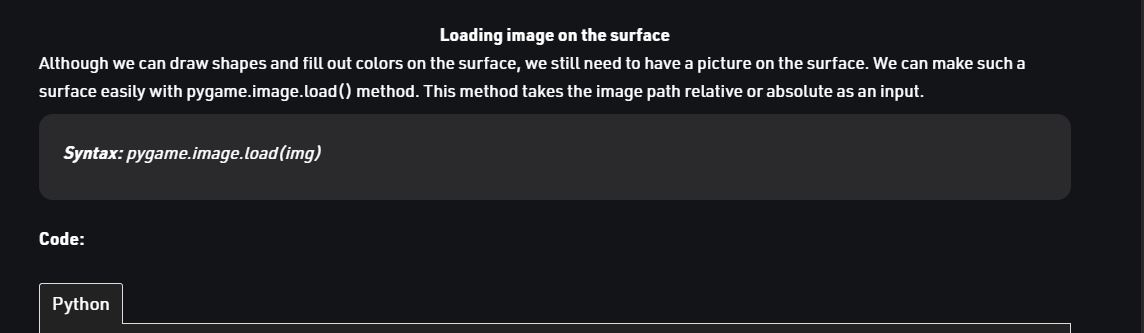 Loading image on the surface
Although we can draw shapes and fill out colors on the surface, we still need to have a picture on the surface. We can make such a
surface easily with pygame.image.load() method. This method takes the image path relative or absolute as an input.
Syntax: pygame.image.load(img)
Code:
Python